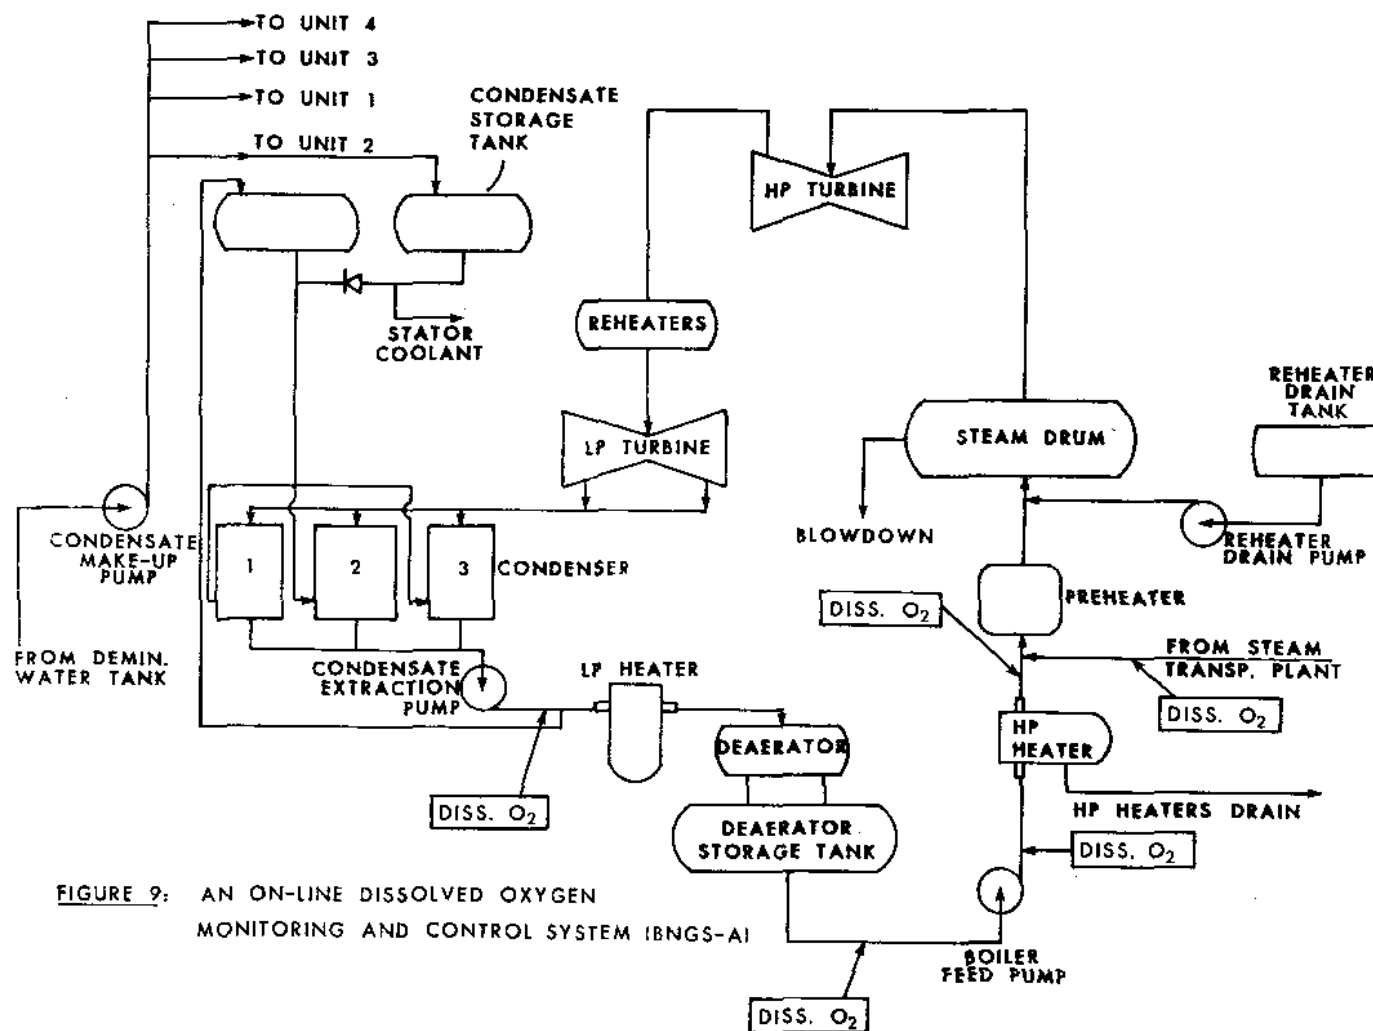 TO UNIT 4
TO UNIT 3
TO UNIT 1
TO UNIT 2
CONDENSATE
STORAGE
TANK
HP TURBINE
STATOR
COOLANT
REHEATERS
LP TURBINE
STEAM DRUM
REHEATER
DRAIN
TANK
BLOWDOWN
REHEATER
DRAIN PUMP
CONDENSATE
MAKE-UP
PUMP
1
2
3
CONDENSER
PREHEATER
DISS. O2
FROM DEMIN.
WATER TANK
CONDENSATE
EXTRACTION
PUMP
LP HEATER
FROM STEAM
TRANSP. PLANT
DISS. O2
HP
HEATER
DEAERATOR
DISS. O2
HP HEATERS DRAIN
DEAERATOR
STORAGE TANK
DISS. O2
FIGURE 9: AN ON-LINE DISSOLVED OXYGEN
MONITORING AND CONTROL SYSTEM (BNGS-A)
BOILER
FEED PUMP
DISS. O2